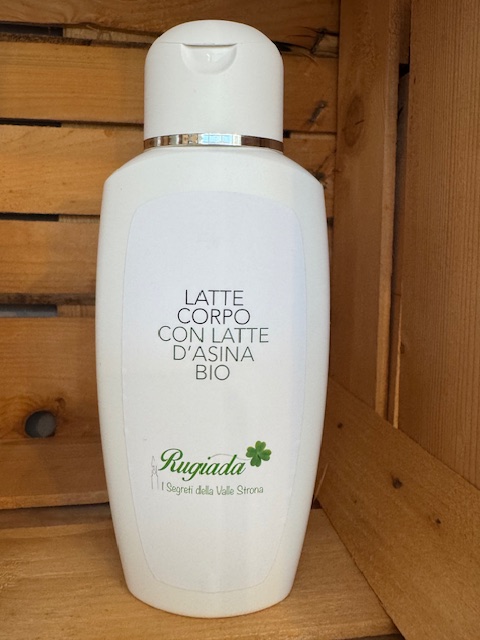 LATTE
CORPO
CON LATTE
D'ASINA
BIO
Rugiada
I Segreti della Valle Strona